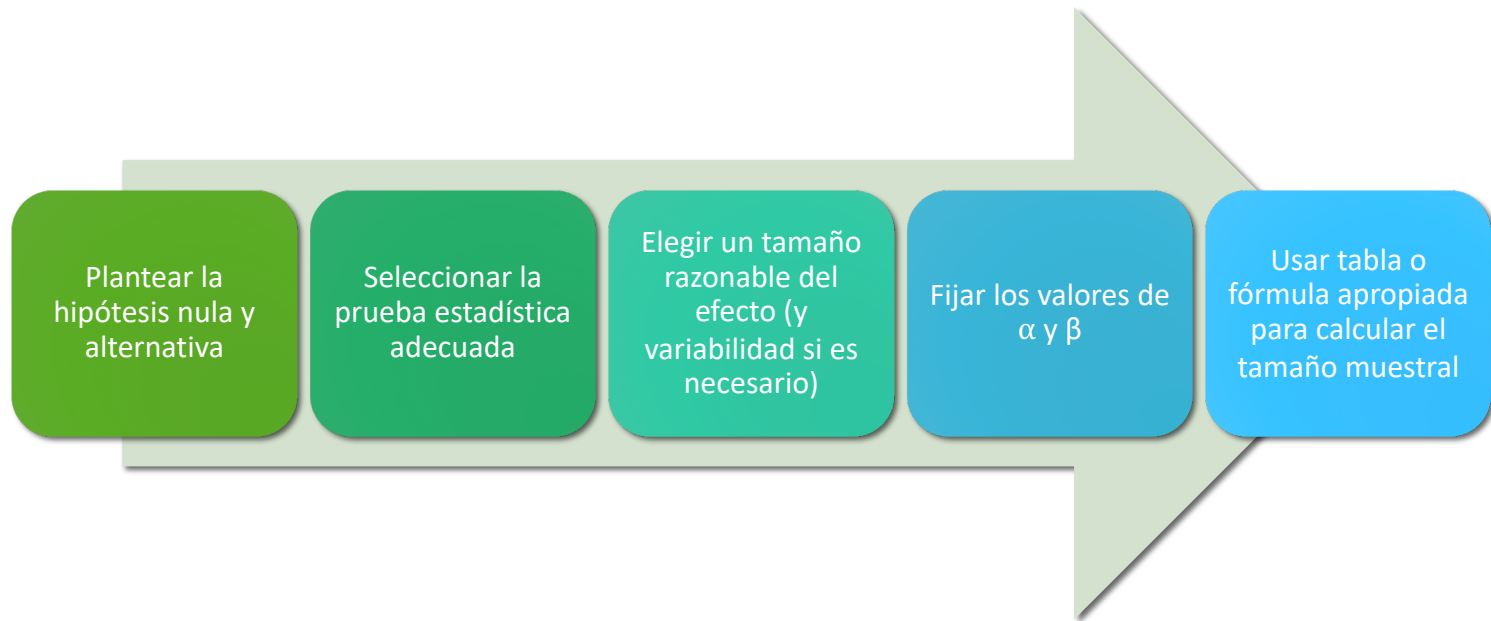 Plantear la
hipótesis nula y
alternativa
Seleccionar la
prueba estadística
adecuada
Elegir un tamaño
razonable del
efecto (y
variabilidad si es
necesario)
Fijar los valores de
α y β
Usar tabla o
fórmula apropiada
para calcular el
tamaño muestral